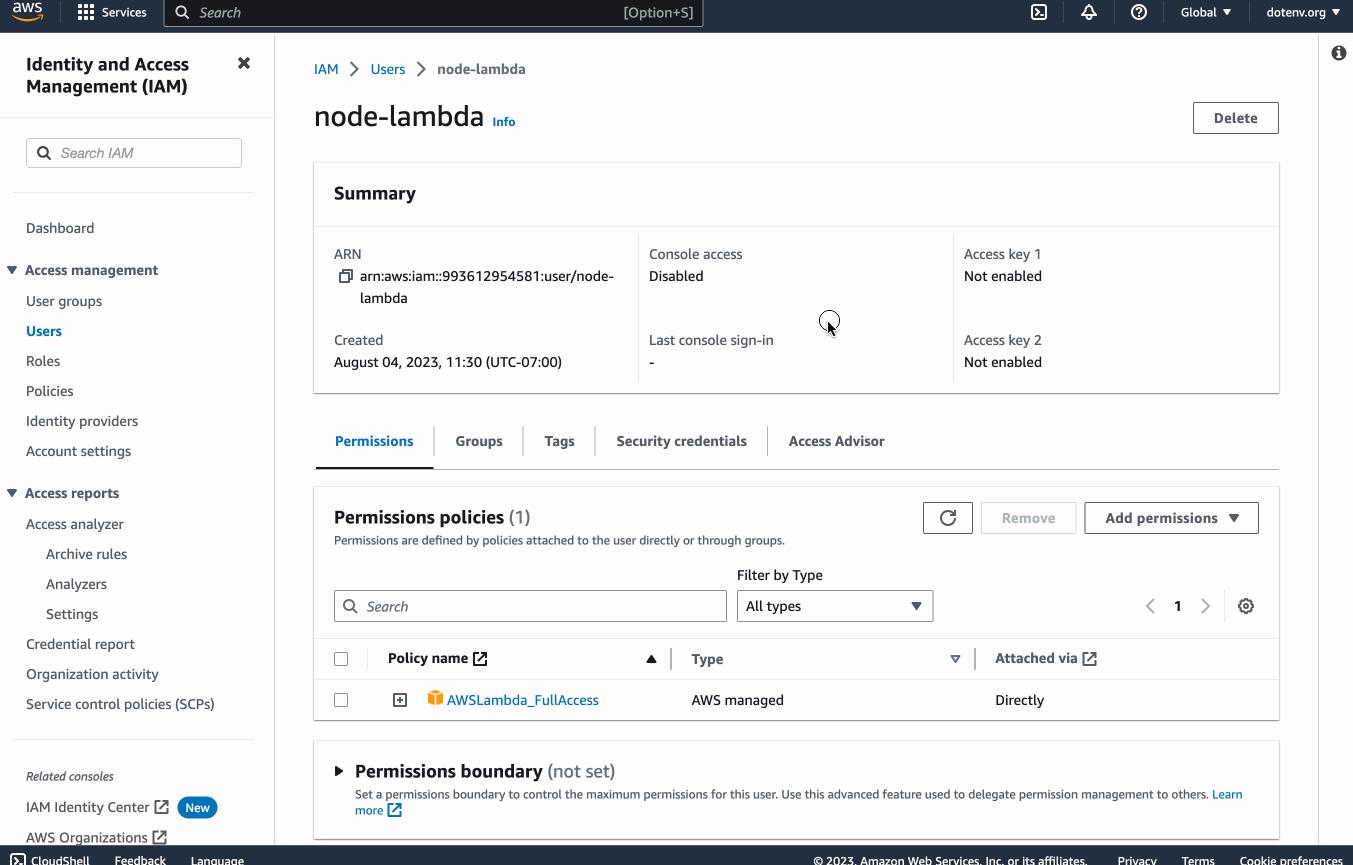 aws
Services
Search
[Option+S]
Global
dotenv.org
Identity and Access
Management (IAM)
Search IAM
Dashboard
Access management
User groups
Users
Roles
Policies
Identity providers
Account settings
Access reports
Access analyzer
Archive rules
Analyzers
Settings
Credential report
Organization activity
Service control policies (SCPs)
Related consoles
IAM Identity Center New
AWS Organizations
IAM Users node-lambda
node-lambda Info
Delete
Summary
ARN
arn:aws:iam::993612954581:user/node-
lambda
Created
August 04, 2023, 11:30 (UTC-07:00)
Console access
Disabled
Last console sign-in
-
Access key 1
Not enabled
Access key 2
Not enabled
Permissions
Groups
Tags
Security credentials
Access Advisor
Permissions policies (1)
Permissions are defined by policies attached to the user directly or through groups.
Remove
Add permissions
Filter by Type
Search
All types
1
Policy name
Type
Attached via
AWSLambda_FullAccess
AWS managed
Directly
Permissions boundary (not set)
Set a permissions boundary to control the maximum permissions for this user. Use this advanced feature used to delegate permission management to others. Learn
more
CloudShell
Feedback
Language
© 2023, Amazon Web Services, Inc. or its affiliates.
Privacy
Terms
Cookie preferences